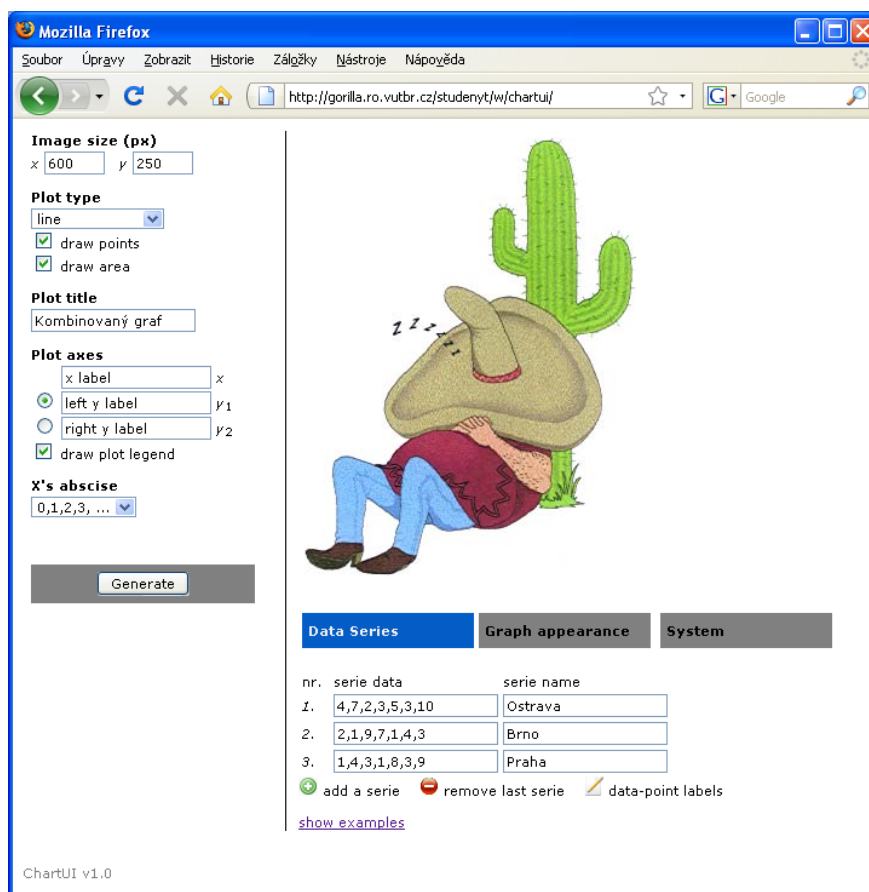 Mozilla Firefox
Soubor Úpravy Zobrazit Historie Záložky Nástroje Nápověda
http://gorilla.ro.vutbr.cz/studenyt/w/chartui/ G Google
Image size (px)
x 600 y 250
Plot type
line
draw points
draw area
Plot title
Kombinovaný graf
Plot axes
x label x
left y label y1
right y label y2
draw plot legend
X's abscise
0,1,2,3, ...
Generate
z z z z z z z
Data Series Graph appearance System
nr. serie data serie name
1. 4,7,2,3,5,3,10 Ostrava
2. 2,1,9,7,1,4,3 Brno
3. 1,4,3,1,8,3,9 Praha
add a serie remove last serie data-point labels
show examples
ChartUI v1.0